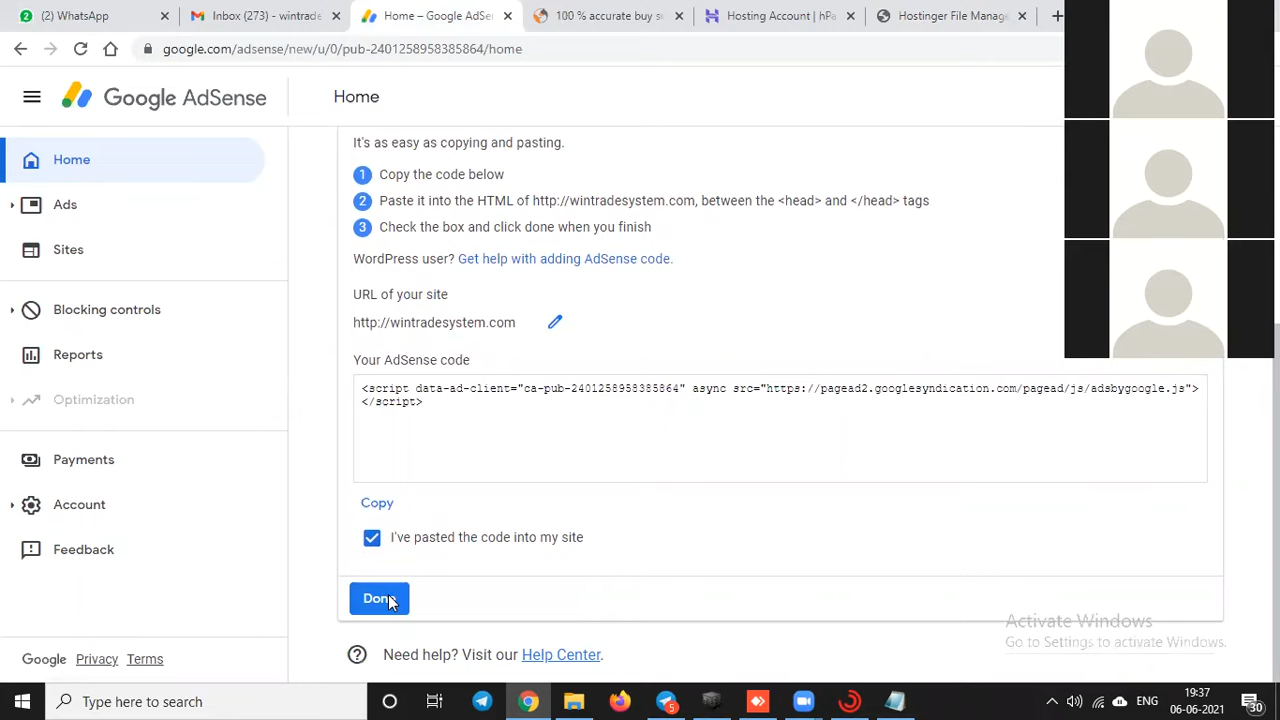 (2) WhatsApp
Inbox (273) - wintrade
Home – Google AdSe
100 % accurate buy s
Hosting Account | hPa
Hostinger File Manag
google.com/adsense/new/u/0/pub-2401258958385864/home
Google AdSense
Home
Home
Ads
Sites
Blocking controls
Reports
Optimization
Payments
Account
Feedback
Google Privacy Terms
It's as easy as copying and pasting.
1 Copy the code below
2 Paste it into the HTML of http://wintradesystem.com, between the <head> and </head> tags
3 Check the box and click done when you finish
WordPress user? Get help with adding AdSense code.
URL of your site
http://wintradesystem.com
Your AdSense code
<script data-ad-client="ca-pub-2401258958385864" async src="https://pagead2.googlesyndication.com/pagead/js/adsbygoogle.js">
</script>
Copy
I've pasted the code into my site
Done
Need help? Visit our Help Center.
Activate Windows
Go to Settings to activate Windows.
Type here to search
5
ENG
19:37
06-06-2021
30